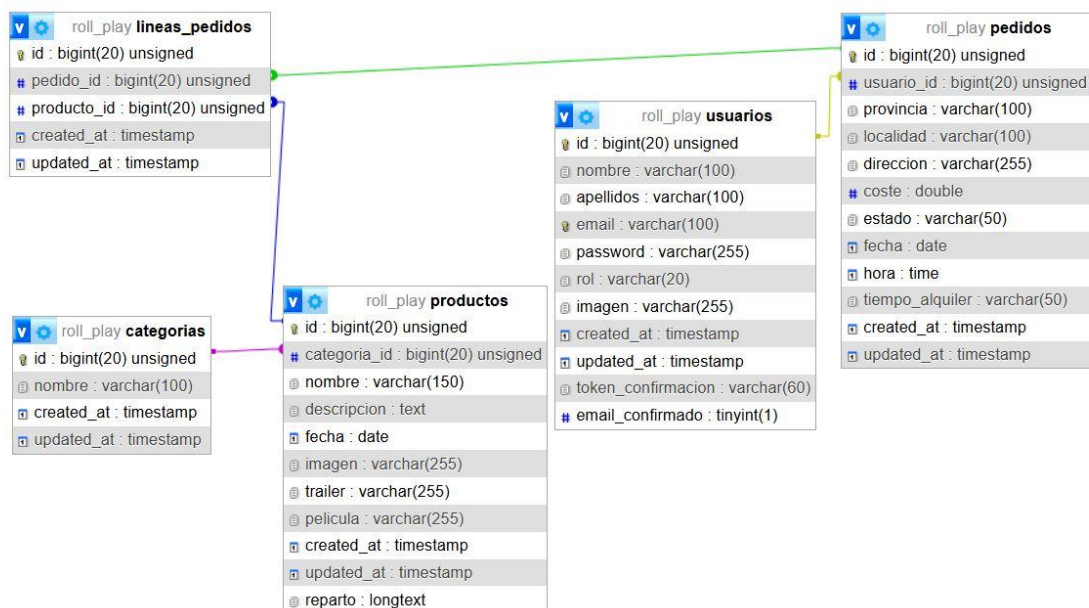 roll_play lineas_pedidos
id : bigint(20) unsigned
pedido_id : bigint(20) unsigned
producto_id : bigint(20) unsigned
created_at : timestamp
updated_at : timestamp
roll_play categorias
id : bigint(20) unsigned
nombre : varchar(100)
created_at : timestamp
updated_at : timestamp
roll_play productos
id : bigint(20) unsigned
categoria_id : bigint(20) unsigned
nombre : varchar(150)
descripcion : text
fecha : date
imagen : varchar(255)
trailer : varchar(255)
pelicula : varchar(255)
created_at : timestamp
updated_at : timestamp
reparto : longtext
roll_play usuarios
id : bigint(20) unsigned
nombre : varchar(100)
apellidos : varchar(100)
email : varchar(100)
password : varchar(255)
rol : varchar(20)
imagen : varchar(255)
created_at : timestamp
updated_at : timestamp
token_confirmacion : varchar(60)
email_confirmado : tinyint(1)
roll_play pedidos
id : bigint(20) unsigned
usuario_id : bigint(20) unsigned
provincia : varchar(100)
localidad : varchar(100)
direccion : varchar(255)
coste : double
estado : varchar(50)
fecha : date
hora : time
tiempo_alquiler : varchar(50)
created_at : timestamp
updated_at : timestamp